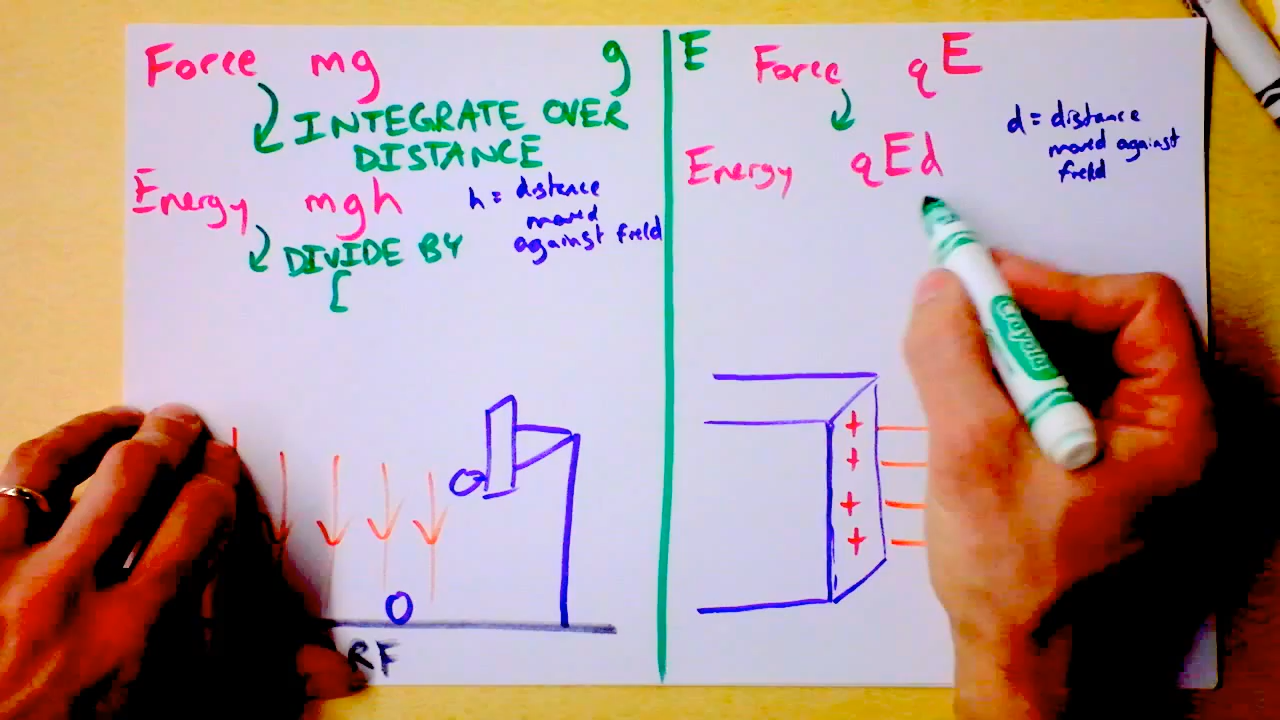 Force mg g
INTEGRATE OVER
DISTANCE
Energy mgh
h = distance
moved
against field
DIVIDE BY
[
O
RF
E Force qE
Energy qEd
d = distance
moved against
field
+
+
+
+
Crayola